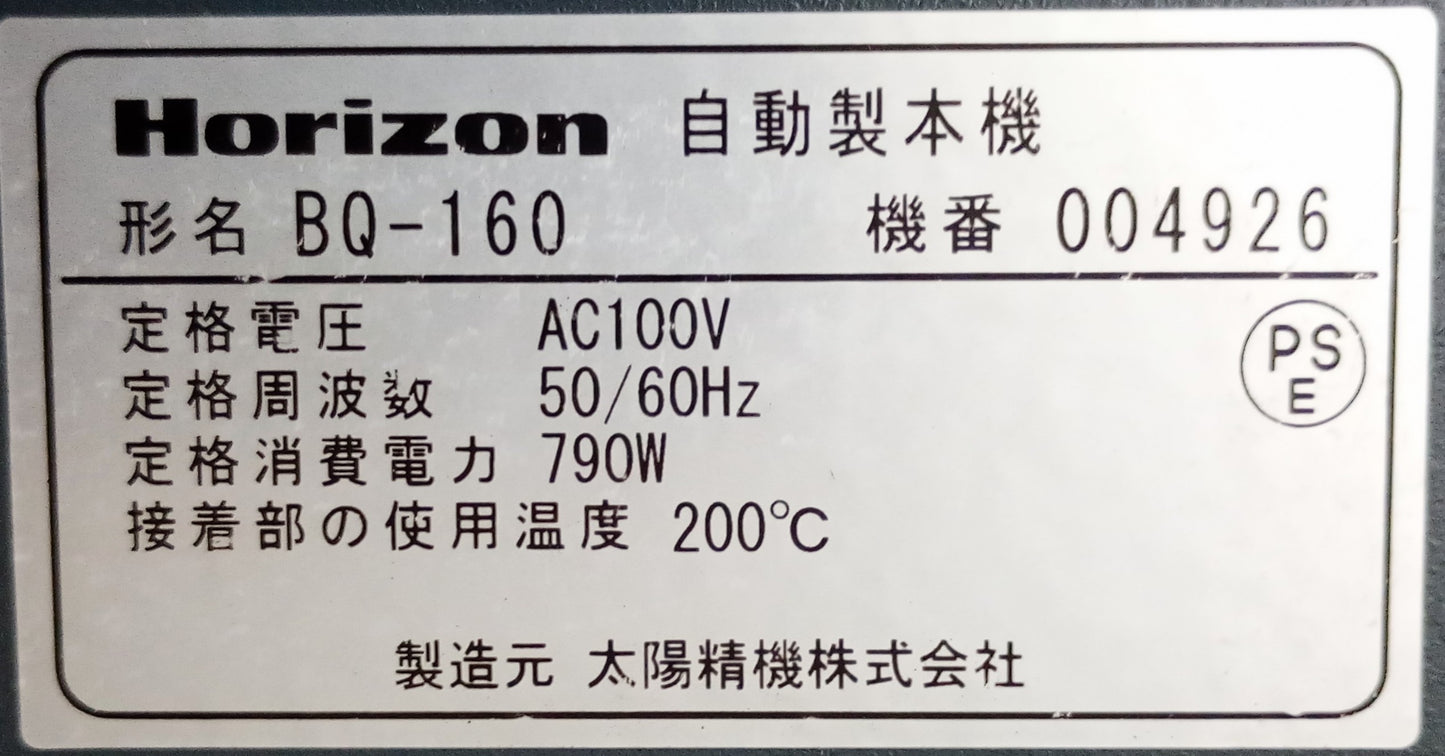 Horizon 自動製本機
形名 BQ-160 機番 004926
定格電圧 AC100V
定格周波数 50/60Hz
定格消費電力 790W
接着部の使用温度 200℃
PS
E
製造元 太陽精機株式会社